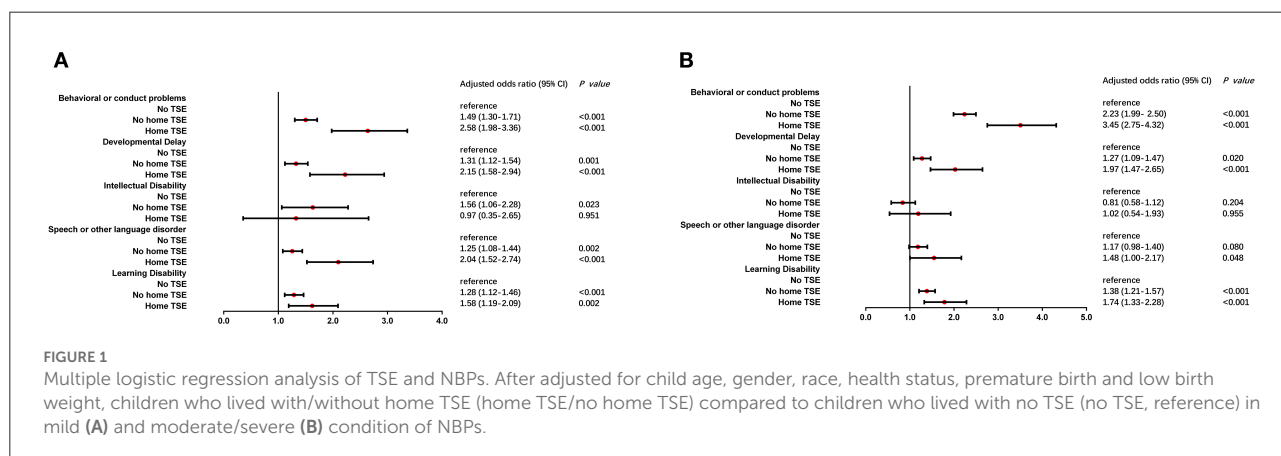 A
Adjusted odds ratio (95% CI) P value
Behavioral or conduct problems
No TSE reference
No home TSE 1.49 (1.30-1.71) <0.001
Home TSE 2.58 (1.98-3.36) <0.001
Developmental Delay
No TSE reference
No home TSE 1.31 (1.12-1.54) 0.001
Home TSE 2.15 (1.58-2.94) <0.001
Intellectual Disability
No TSE reference
No home TSE 1.56 (1.06-2.28) 0.023
Home TSE 0.97 (0.35-2.65) 0.951
Speech or other language disorder
No TSE reference
No home TSE 1.25 (1.08-1.44) 0.002
Home TSE 2.04 (1.52-2.74) <0.001
Learning Disability
No TSE reference
No home TSE 1.28 (1.12-1.46) <0.001
Home TSE 1.58 (1.19-2.09) 0.002
0.0 1.0 2.0 3.0 4.0
B
Adjusted odds ratio (95% CI) P value
Behavioral or conduct problems
No TSE reference
No home TSE 2.23 (1.99- 2.50) <0.001
Home TSE 3.45 (2.75-4.32) <0.001
Developmental Delay
No TSE reference
No home TSE 1.27 (1.09-1.47) 0.020
Home TSE 1.97 (1.47-2.65) <0.001
Intellectual Disability
No TSE reference
No home TSE 0.81 (0.58-1.12) 0.204
Home TSE 1.02 (0.54-1.93) 0.955
Speech or other language disorder
No TSE reference
No home TSE 1.17 (0.98-1.40) 0.080
Home TSE 1.48 (1.00-2.17) 0.048
Learning Disability
No TSE reference
No home TSE 1.38 (1.21-1.57) <0.001
Home TSE 1.74 (1.33-2.28) <0.001
0.0 1.0 2.0 3.0 4.0 5.0
FIGURE 1
Multiple logistic regression analysis of TSE and NBPs. After adjusted for child age, gender, race, health status, premature birth and low birth
weight, children who lived with/without home TSE (home TSE/no home TSE) compared to children who lived with no TSE (no TSE, reference) in
mild (A) and moderate/severe (B) condition of NBPs.